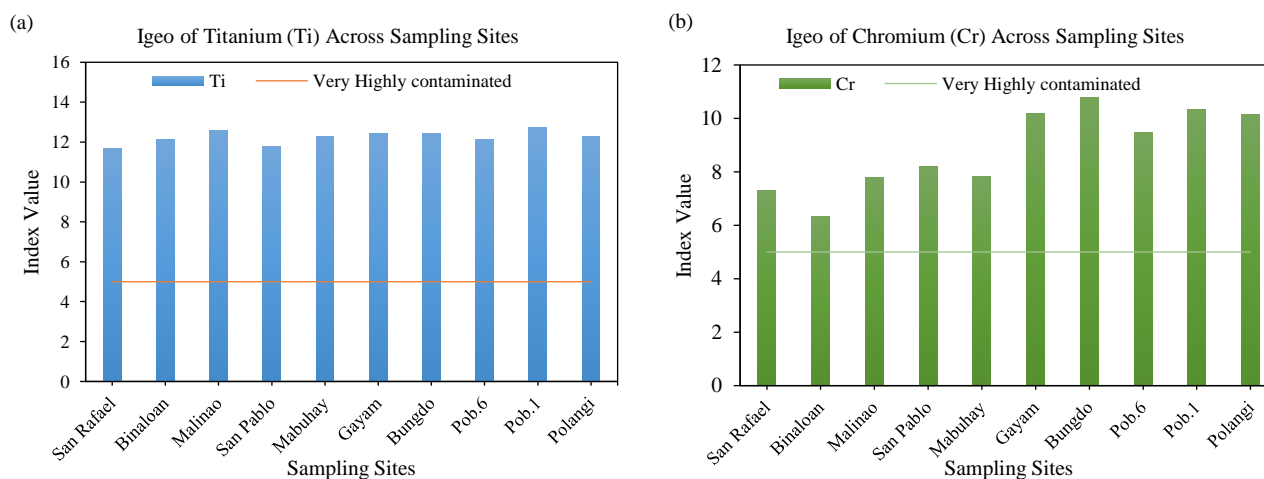 (a)
Igeo of Titanium (Ti) Across Sampling Sites
Ti
Very Highly contaminated
16
14
12
10
8
6
4
2
0
Index Value
San Rafael
Binaloan
Malinao
San Pablo
Mabuhay
Gayam
Bungdo
Pob.6
Pob.1
Polangi
Sampling Sites
(b)
Igeo of Chromium (Cr) Across Sampling Sites
Cr
Very Highly contaminated
12
10
8
6
4
2
0
Index Value
San Rafael
Binaloan
Malinao
San Pablo
Mabuhay
Gayam
Bungdo
Pob.6
Pob.1
Polangi
Sampling Sites